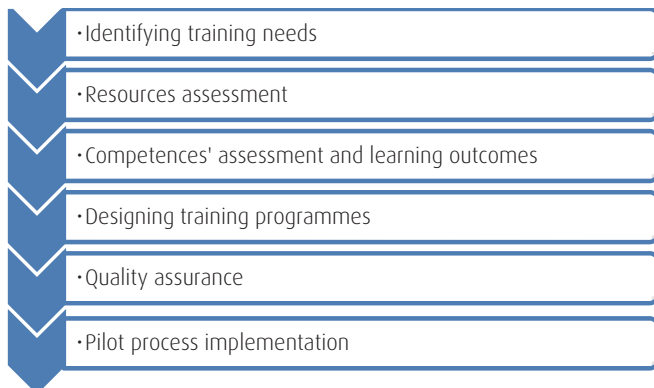 ·Identifying training needs
·Resources assessment
·Competences' assessment and learning outcomes
·Designing training programmes
·Quality assurance
·Pilot process implementation